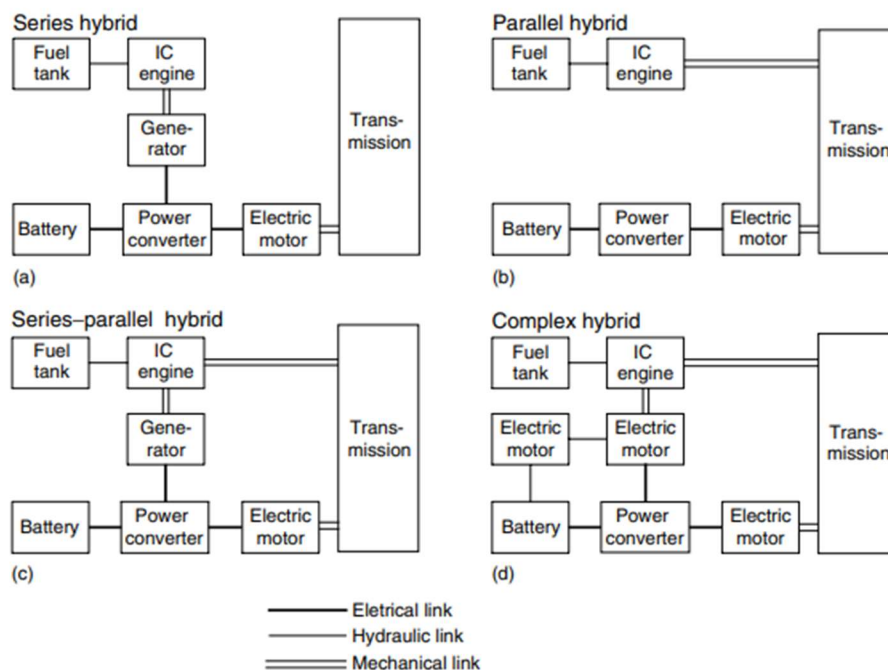 Series hybrid
Fuel
tank
IC
engine
Gene-
rator
Trans-
mission
Battery
Power
converter
Electric
motor
(a)
Parallel hybrid
Fuel
tank
IC
engine
Trans-
mission
Battery
Power
converter
Electric
motor
(b)
Series–parallel hybrid
Fuel
tank
IC
engine
Gene-
rator
Trans-
mission
Battery
Power
converter
Electric
motor
(c)
Complex hybrid
Fuel
tank
IC
engine
Electric
motor
Electric
motor
Trans-
mission
Battery
Power
converter
Electric
motor
(d)
Eletrical link
Hydraulic link
Mechanical link